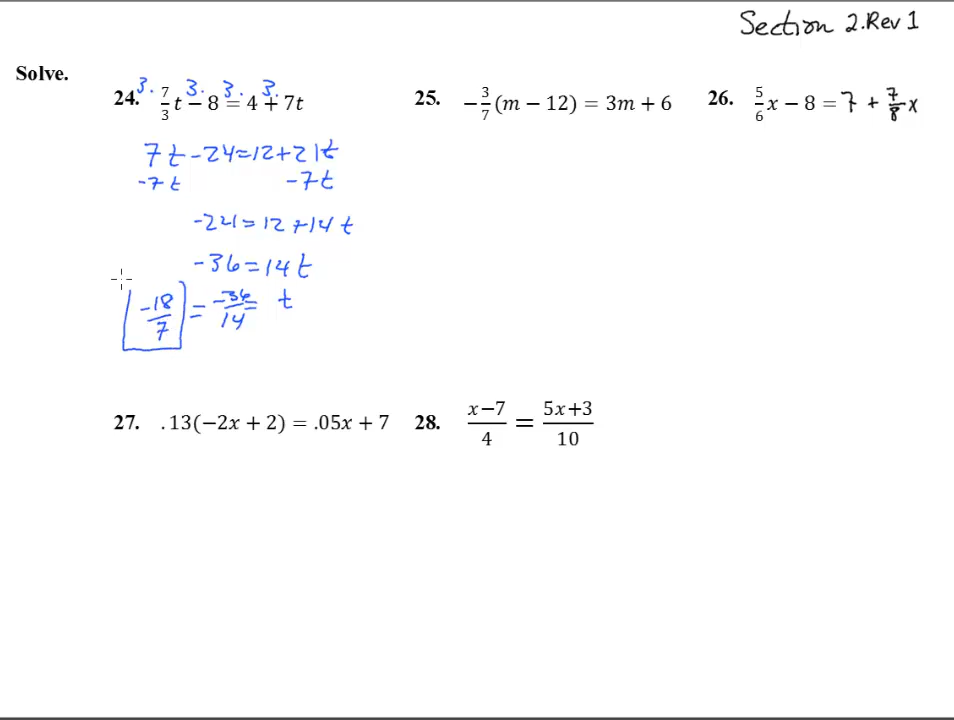 Section 2.Rev 1
Solve.
24. 3· 7/3 t 3· − 8 3· = 4 3· + 7t
7t -24=12+21t
-7t -7t
-24=12+14t
-36=14t
-18/7 = -36/14 = t
25. −3/7 (m − 12) = 3m + 6
26. 5/6 x − 8 = 7 + 7/8 x
27. .13(−2x + 2) = .05x + 7
28. x−7/4 = 5x+3/10